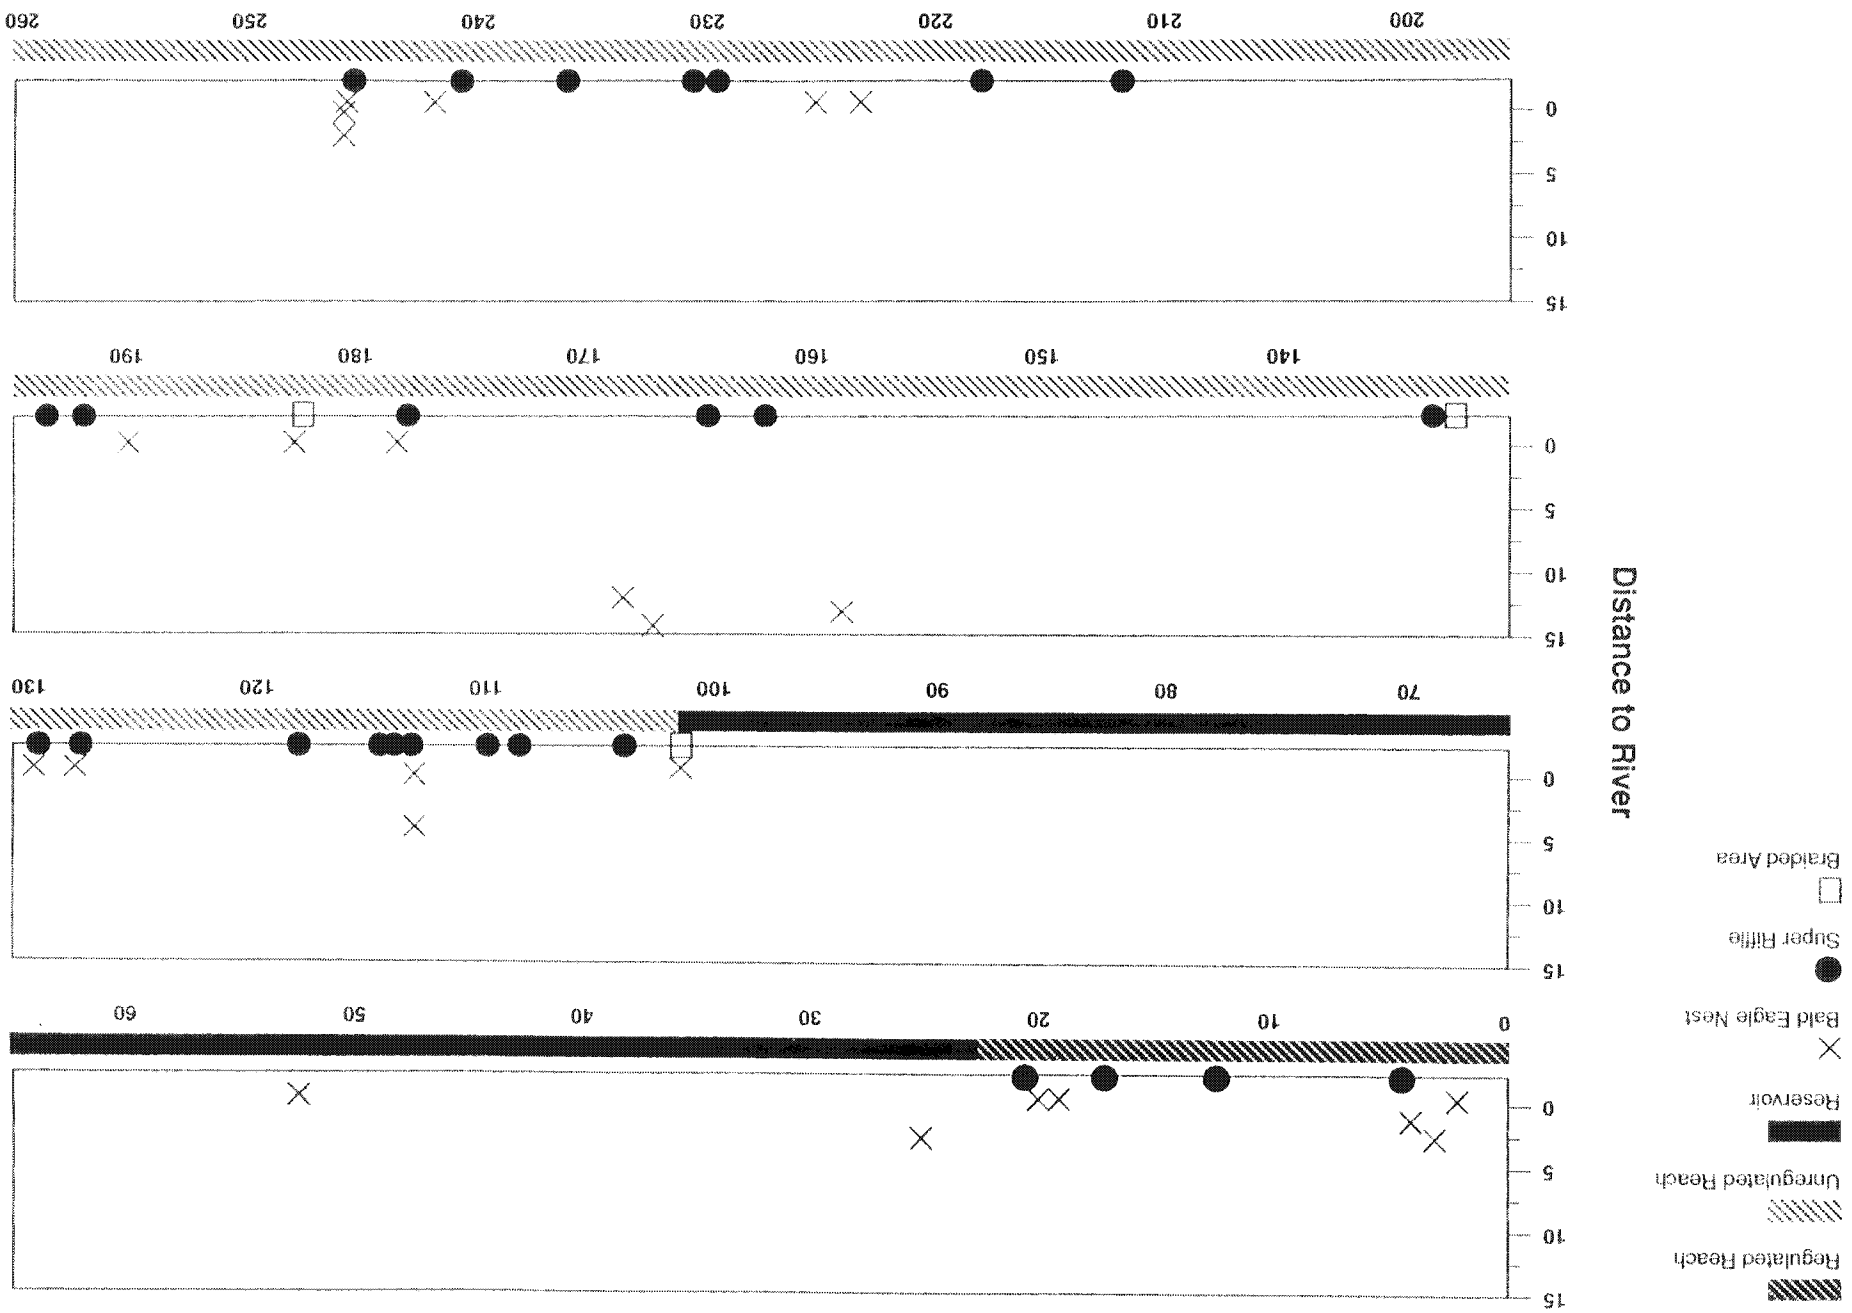 Regulated Reach
Unregulated Reach
Reservoir
Bald Eagle Nest
Super Riffle
Braided Area
Distance to River
15
10
5
0
0 10 20 30 40 50 60
15
10
5
0
70 80 90 100 110 120 130
15
10
5
0
140 150 160 170 180 190
15
10
5
0
200 210 220 230 240 250 260